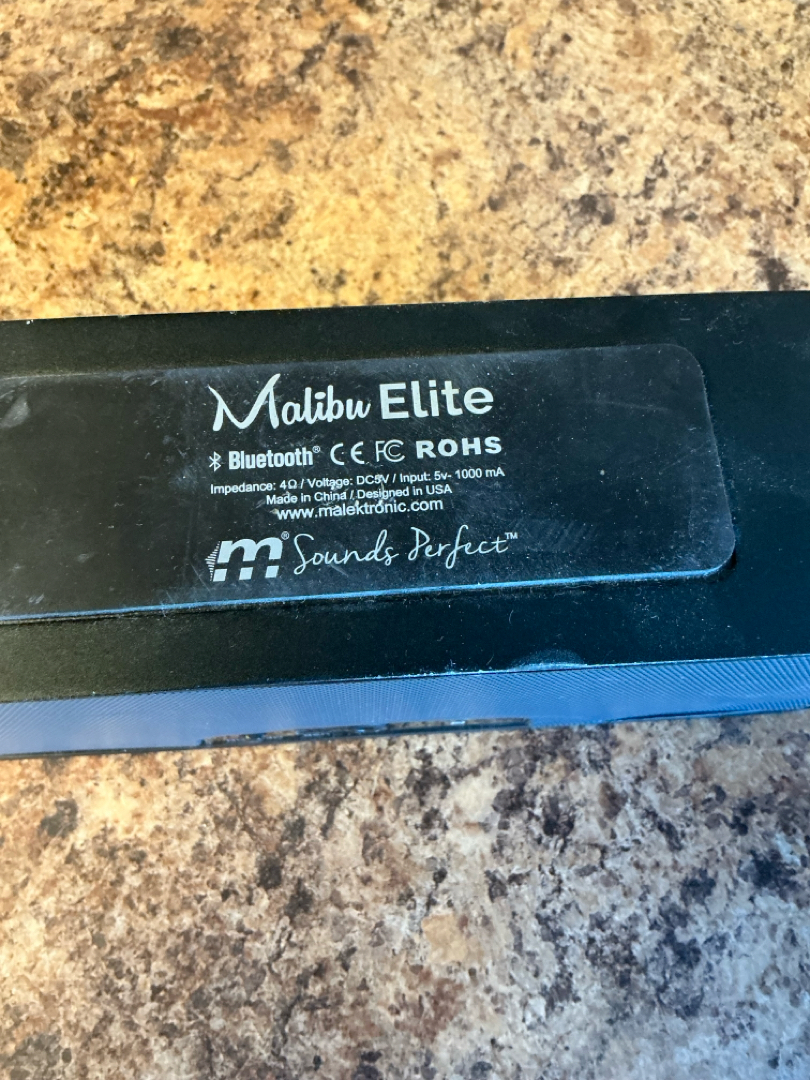 Malibu Elite
Bluetooth® CE FC ROHS
Impedance: 4Ω / Voltage: DC5V / Input: 5v- 1000 mA
Made in China / Designed in USA
www.malektronic.com
m® Sounds Perfect™